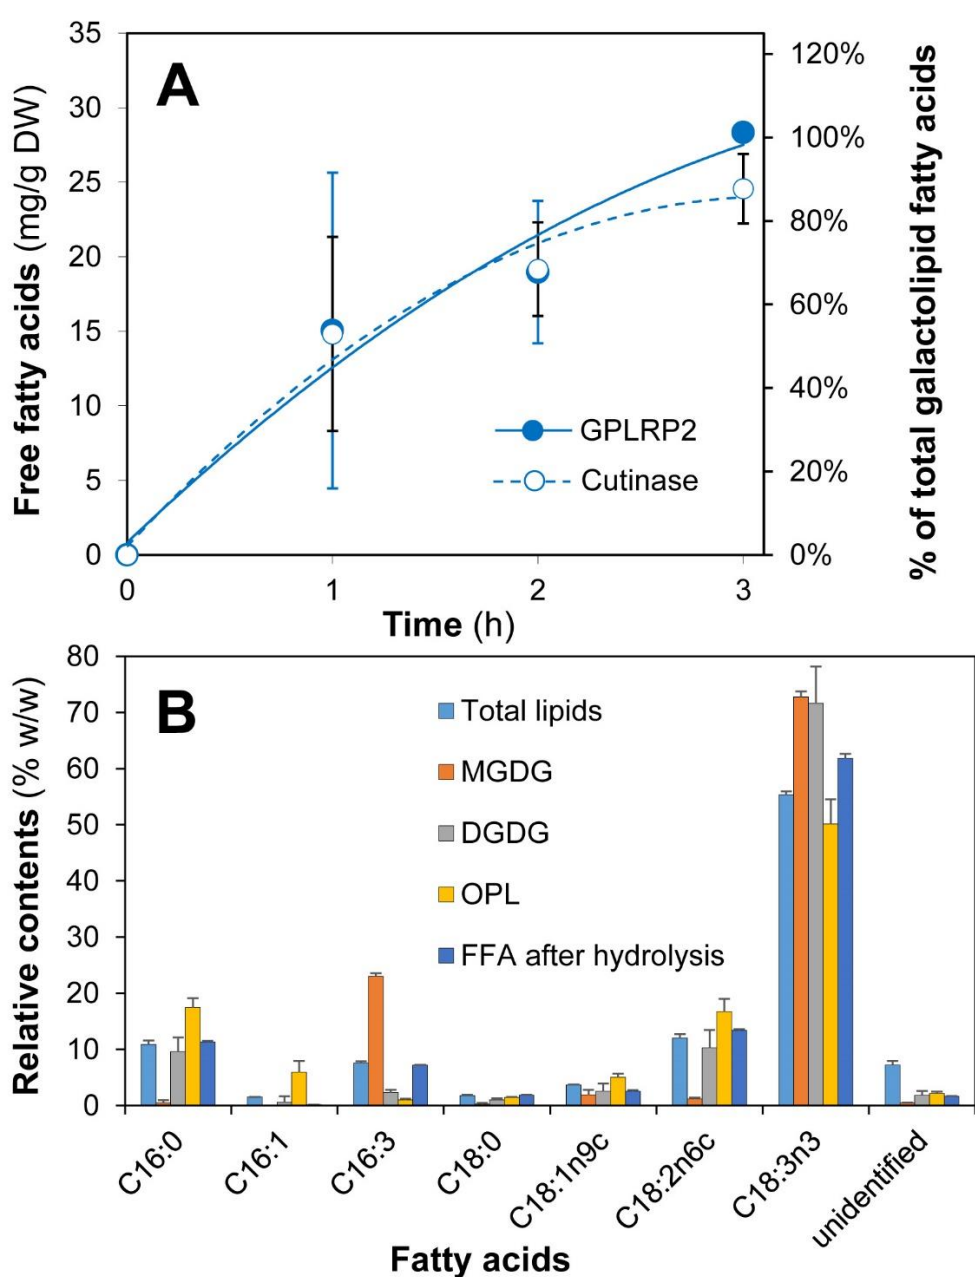 A
Free fatty acids (mg/g DW)
35
30
25
20
15
10
5
0
120%
100%
80%
60%
40%
20%
0%
% of total galactolipid fatty acids
GPLRP2
Cutinase
0 1 2 3
Time (h)
B
Relative contents (% w/w)
80
70
60
50
40
30
20
10
0
Total lipids
MGDG
DGDG
OPL
FFA after hydrolysis
C16:0
C16:1
C16:3
C18:0
C18:1n9c
C18:2n6c
C18:3n3
unidentified
Fatty acids